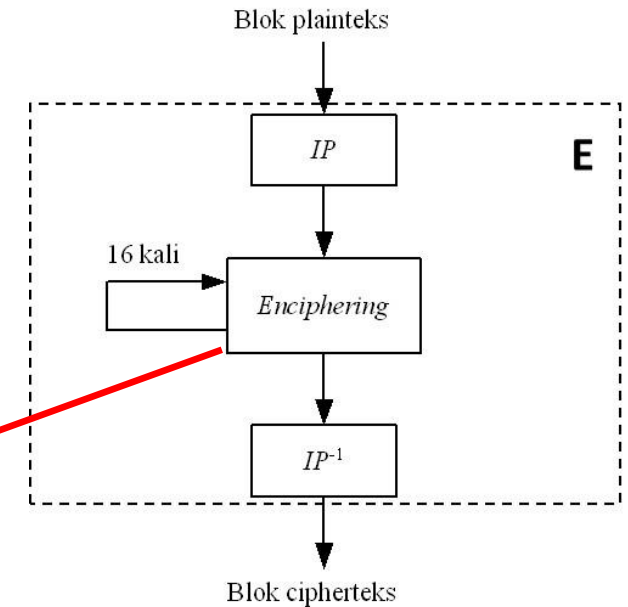 Blok plainteks
IP
E
16 kali
Enciphering
IP-1
Blok cipherteks